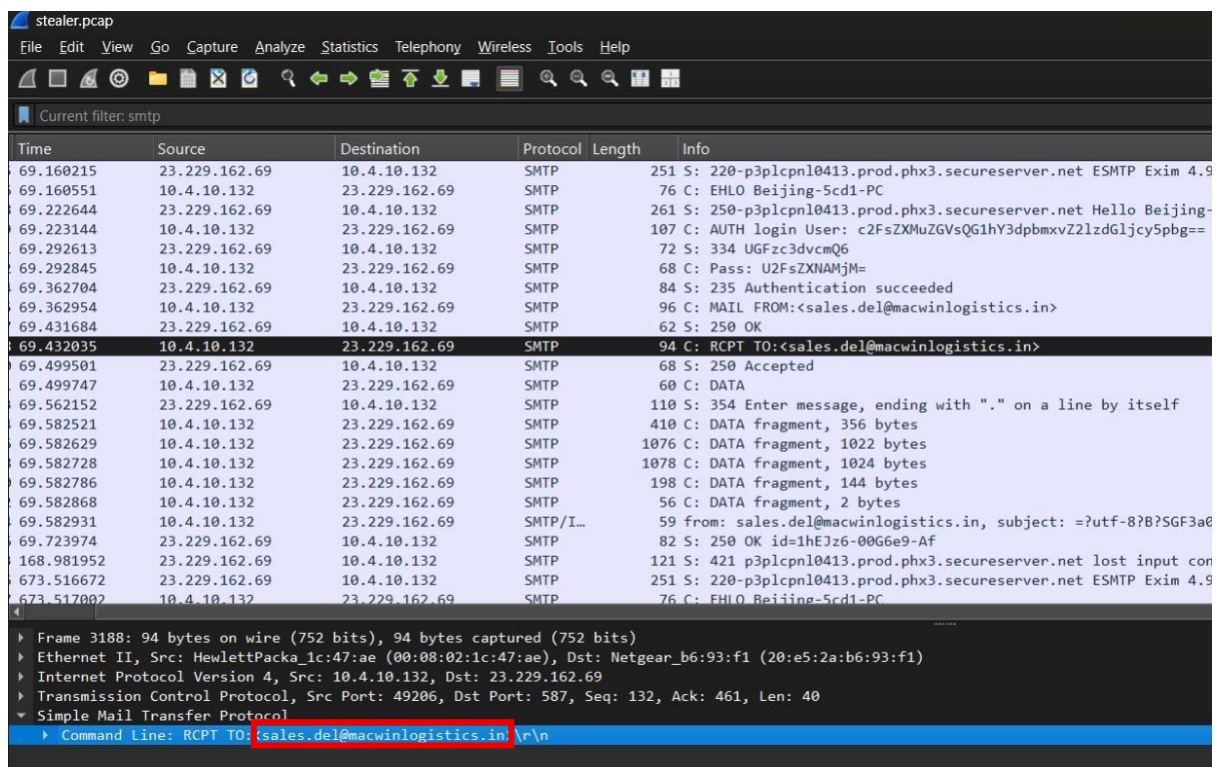 stealer.pcap
File Edit View Go Capture Analyze Statistics Telephony Wireless Tools Help
Current filter: smtp
Time Source Destination Protocol Length Info
69.160215 23.229.162.69 10.4.10.132 SMTP 251 S: 220-p3plcpnl0413.prod.phx3.secureserver.net ESMTP Exim 4.9
69.160551 10.4.10.132 23.229.162.69 SMTP 76 C: EHLO Beijing-5cd1-PC
69.222644 23.229.162.69 10.4.10.132 SMTP 261 S: 250-p3plcpnl0413.prod.phx3.secureserver.net Hello Beijing-
69.223144 10.4.10.132 23.229.162.69 SMTP 107 C: AUTH login User: c2FsZXMuZGVsQG1hY3dpbmxvZ2lzdGljcy5pbg==
69.292613 23.229.162.69 10.4.10.132 SMTP 72 S: 334 UGFzc3dvcmQ6
69.292845 10.4.10.132 23.229.162.69 SMTP 68 C: Pass: U2FsZXNAMjM=
69.362704 23.229.162.69 10.4.10.132 SMTP 84 S: 235 Authentication succeeded
69.362954 10.4.10.132 23.229.162.69 SMTP 96 C: MAIL FROM:<sales.del@macwinlogistics.in>
69.431684 23.229.162.69 10.4.10.132 SMTP 62 S: 250 OK
69.432035 10.4.10.132 23.229.162.69 SMTP 94 C: RCPT TO:<sales.del@macwinlogistics.in>
69.499501 23.229.162.69 10.4.10.132 SMTP 68 S: 250 Accepted
69.499747 10.4.10.132 23.229.162.69 SMTP 60 C: DATA
69.562152 23.229.162.69 10.4.10.132 SMTP 110 S: 354 Enter message, ending with "." on a line by itself
69.582521 10.4.10.132 23.229.162.69 SMTP 410 C: DATA fragment, 356 bytes
69.582629 10.4.10.132 23.229.162.69 SMTP 1076 C: DATA fragment, 1022 bytes
69.582728 10.4.10.132 23.229.162.69 SMTP 1078 C: DATA fragment, 1024 bytes
69.582786 10.4.10.132 23.229.162.69 SMTP 198 C: DATA fragment, 144 bytes
69.582868 10.4.10.132 23.229.162.69 SMTP 56 C: DATA fragment, 2 bytes
69.582931 10.4.10.132 23.229.162.69 SMTP/I… 59 from: sales.del@macwinlogistics.in, subject: =?utf-8?B?SGF3a0
69.723974 23.229.162.69 10.4.10.132 SMTP 82 S: 250 OK id=1hEJz6-00G6e9-Af
168.981952 23.229.162.69 10.4.10.132 SMTP 121 S: 421 p3plcpnl0413.prod.phx3.secureserver.net lost input con
673.516672 23.229.162.69 10.4.10.132 SMTP 251 S: 220-p3plcpnl0413.prod.phx3.secureserver.net ESMTP Exim 4.9
673.517002 10.4.10.132 23.229.162.69 SMTP 76 C: EHLO Beijing-5cd1-PC
Frame 3188: 94 bytes on wire (752 bits), 94 bytes captured (752 bits)
Ethernet II, Src: HewlettPacka_1c:47:ae (00:08:02:1c:47:ae), Dst: Netgear_b6:93:f1 (20:e5:2a:b6:93:f1)
Internet Protocol Version 4, Src: 10.4.10.132, Dst: 23.229.162.69
Transmission Control Protocol, Src Port: 49206, Dst Port: 587, Seq: 132, Ack: 461, Len: 40
Simple Mail Transfer Protocol
Command Line: RCPT TO:<sales.del@macwinlogistics.in>\r\n